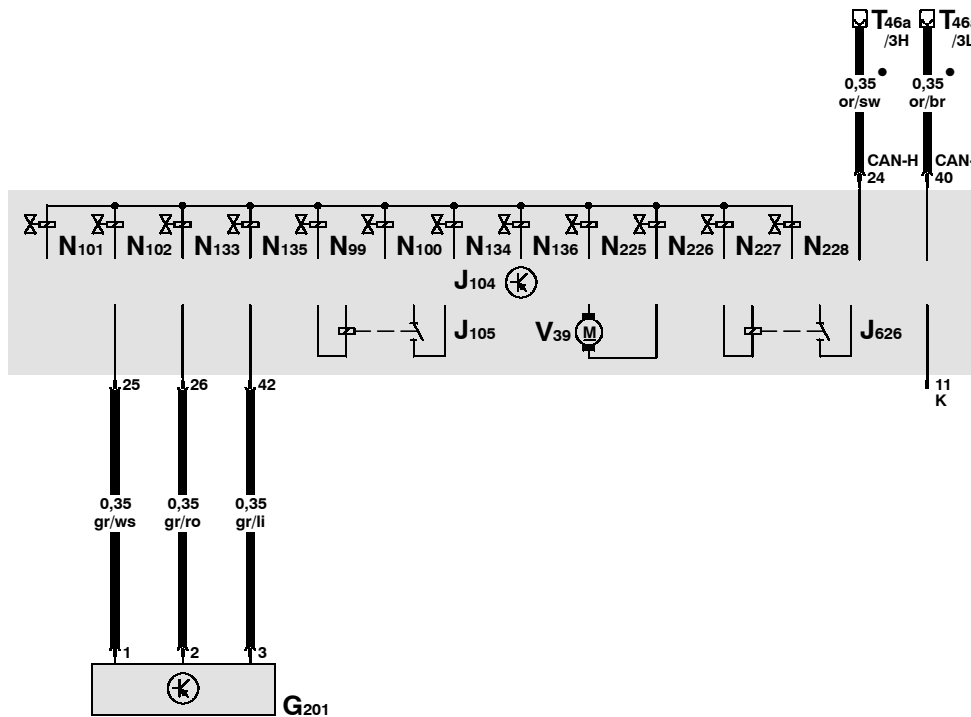 T46a T46
/3H /3L
0,35 0,35
or/sw or/br
CAN-H CAN-
24 40
N101 N102 N133 N135 N99 N100 N134 N136 N225 N226 N227 N228
J104
J105 V39 M J626
25 26 42 11
K
0,35 0,35 0,35
gr/ws gr/ro gr/li
1 2 3
G201